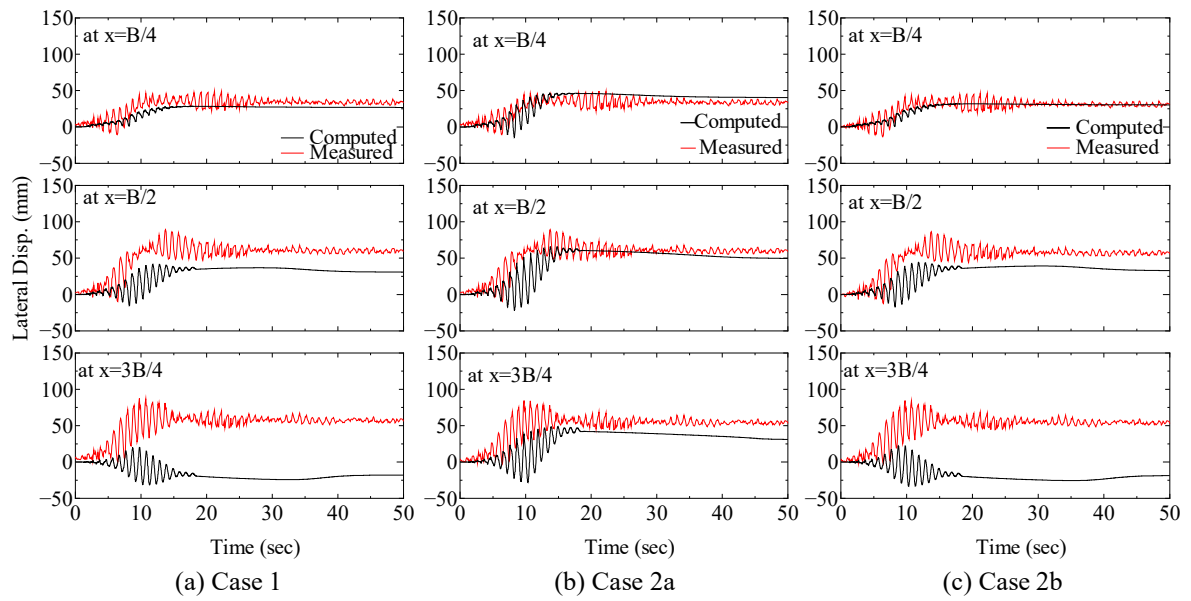 150
100
50
0
−50
at x=B/4
Computed
Measured
150
100
50
0
−50
at x=B/4
Computed
Measured
150
100
50
0
−50
at x=B/4
Computed
Measured
Lateral Disp. (mm)
150
100
50
0
−50
at x=B/2
150
100
50
0
−50
at x=B/2
150
100
50
0
−50
at x=B/2
150
100
50
0
−50
at x=3B/4
0 10 20 30 40 50
Time (sec)
150
100
50
0
−50
at x=3B/4
0 10 20 30 40 50
Time (sec)
150
100
50
0
−50
at x=3B/4
0 10 20 30 40 50
Time (sec)
(a) Case 1
(b) Case 2a
(c) Case 2b